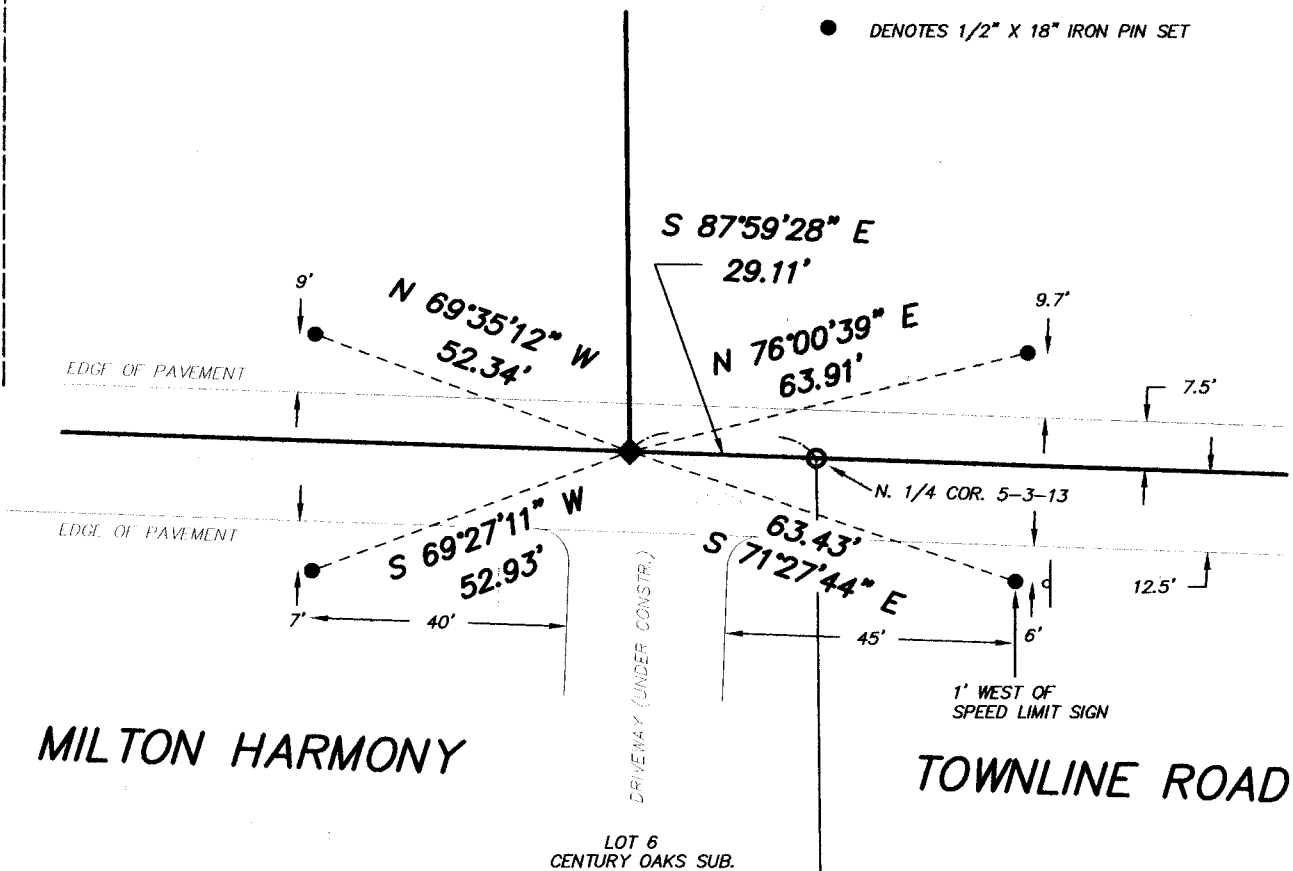 DENOTES 1/2" X 18" IRON PIN SET
S 87°59'28" E
29.11'
9'
N 69°35'12" W
52.34'
N 76°00'39" E
63.91'
9.7'
EDGE OF PAVEMENT
7.5'
N. 1/4 COR. 5-3-13
EDGE OF PAVEMENT
S 69°27'11" W
52.93'
63.43'
S 71°27'44" E
12.5'
7'
40'
45'
6'
DRIVEWAY (UNDER CONSTR.)
1' WEST OF
SPEED LIMIT SIGN
MILTON HARMONY
TOWNLINE ROAD
LOT 6
CENTURY OAKS SUB.